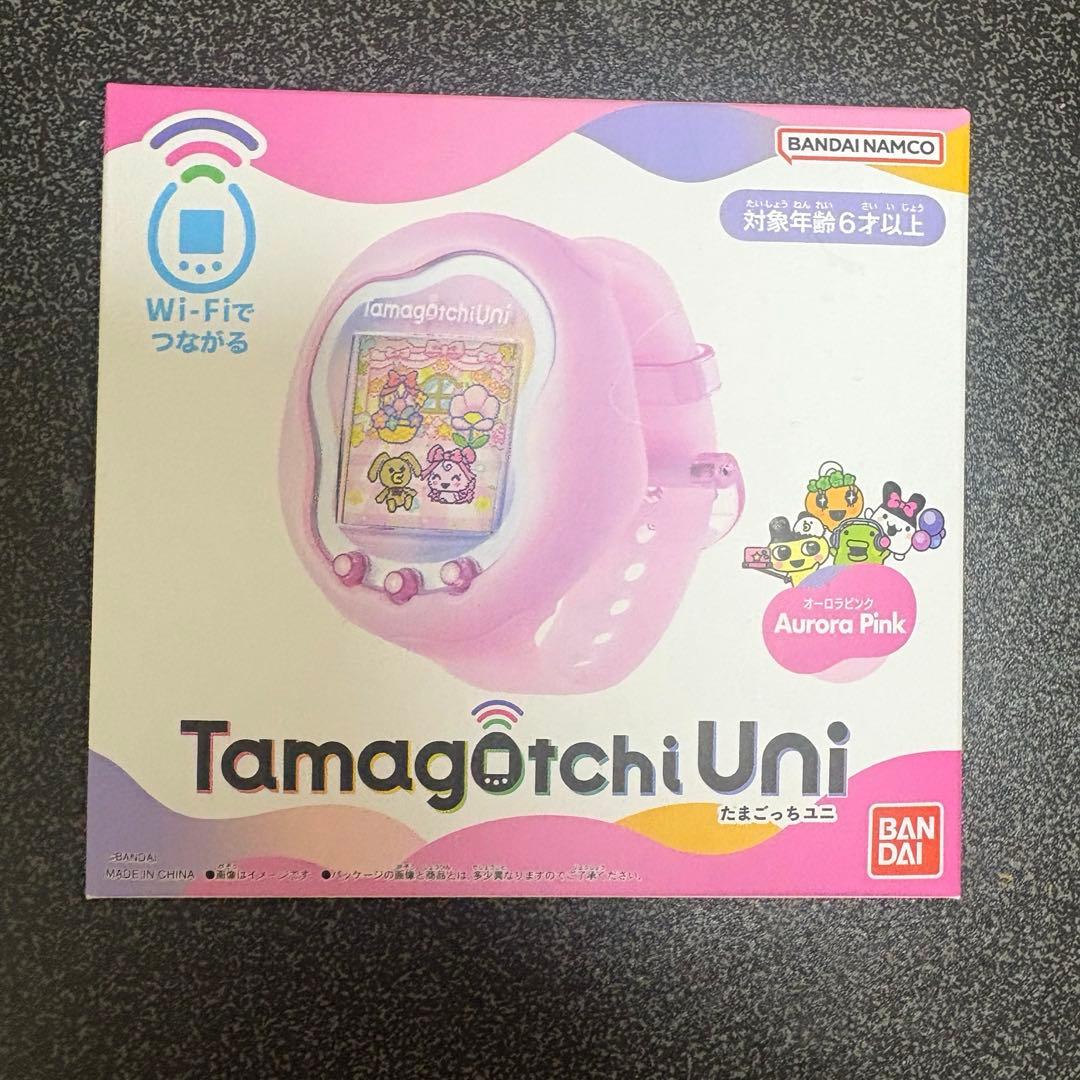 BANDAI NAMCO
たいしょう ねん れい さい い じょう
対象年齢6才以上
Wi-Fiで
つながる
TamagotchiUni
オーロラピンク
Aurora Pink
Tamagotchi Uni
たまごっちユニ
BAN
DAI
©BANDAI
MADE IN CHINA ●画像はイメージです ●パッケージの画像と商品とは、多少異なりますのでご了承ください。